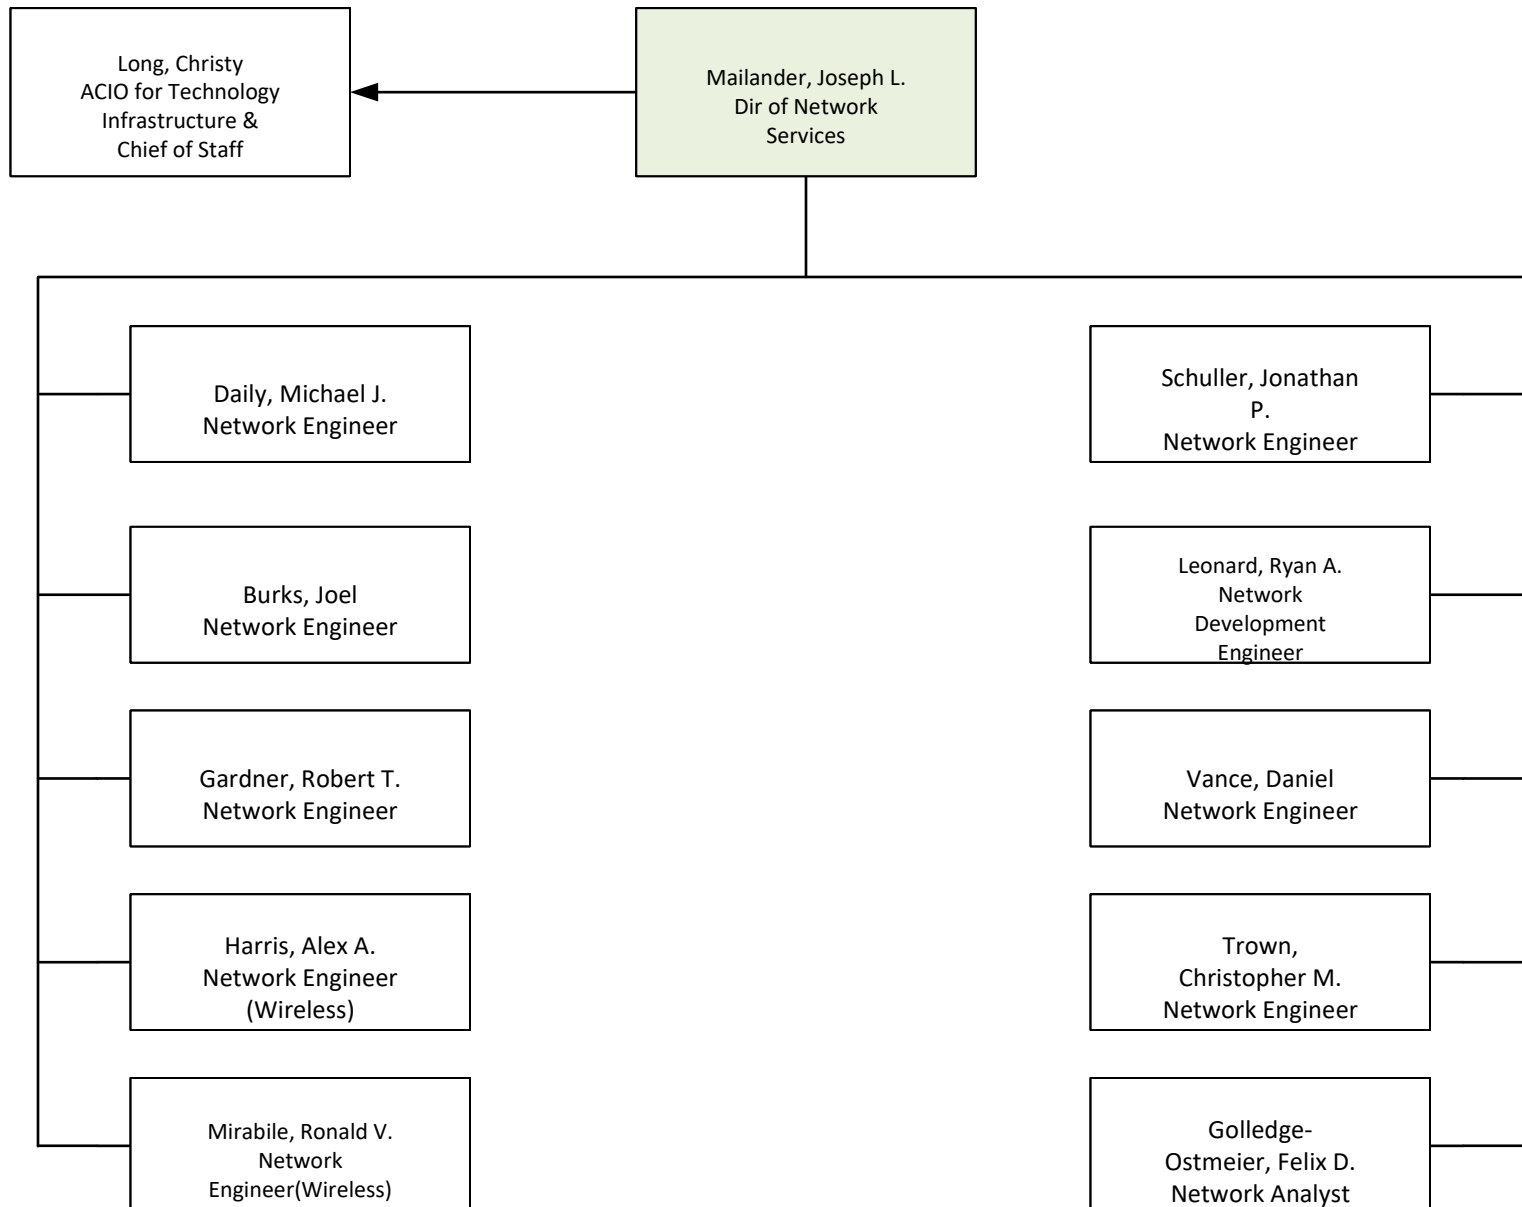 Long, Christy
ACIO for Technology
Infrastructure &
Chief of Staff
Mailander, Joseph L.
Dir of Network
Services
Daily, Michael J.
Network Engineer
Schuller, Jonathan
P.
Network Engineer
Burks, Joel
Network Engineer
Leonard, Ryan A.
Network
Development
Engineer
Gardner, Robert T.
Network Engineer
Vance, Daniel
Network Engineer
Harris, Alex A.
Network Engineer
(Wireless)
Trown,
Christopher M.
Network Engineer
Mirabile, Ronald V.
Network
Engineer(Wireless)
Golledge-
Ostmeier, Felix D.
Network Analyst